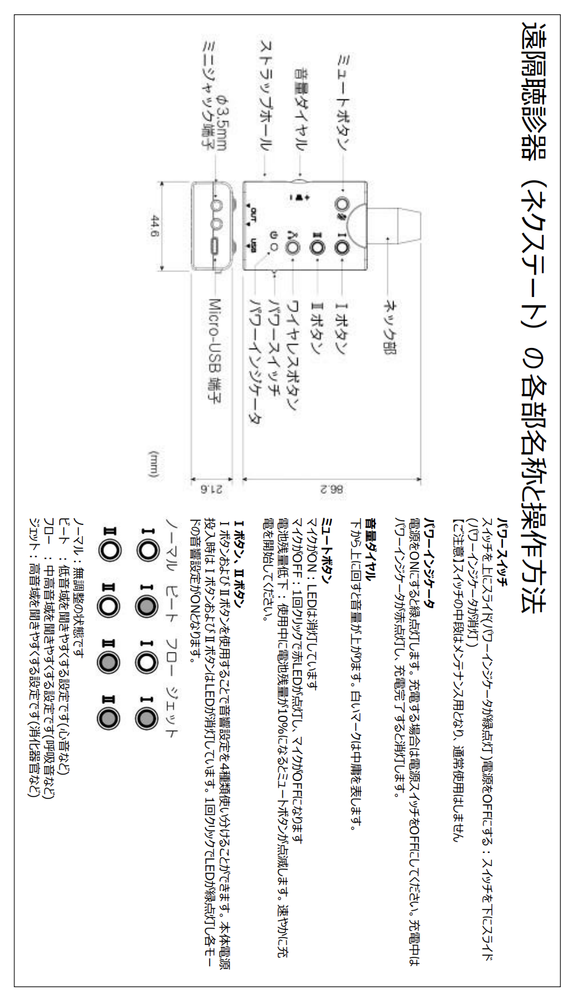 遠隔聴診器（ネクステート）の各部名称と操作方法
ミュートボタン
音量ダイヤル
ストラップホール
φ3.5mm
ミニジャック端子
ネック部
Ⅰ ボタン
Ⅱ ボタン
ワイヤレスボタン
パワースイッチ
パワーインジケータ
Micro-USB 端子
Ⅰ
Ⅱ
+
-
OUT
USB
44.6
86.2
21.6
(mm)
パワースイッチ
スイッチを上にスライド(パワーインジケータが緑点灯 )電源をOFFにする：スイッチを下にスライド
(パワーインジケータが消灯 )
【ご注意】スイッチの中段はメンテナンス用となり、通常使用はしません
パワーインジケータ
電源をONにすると緑点灯します。充電する場合は電源スイッチをOFFにしてください。充電中は
パワーインジケータが赤点灯し、充電完了すると消灯します。
音量ダイヤル
下から上に回すと音量が上がります。白いマークは中庸を表します。
ミュートボタン
マイクがON：LEDは消灯しています
マイクがOFF：1回クリックで赤LEDが点灯し、マイクがOFFになります
電池残量低下：使用中に電池残量が10%になるとミュートボタンが点滅します。速やかに充
電を開始してください。
Ⅰ ボタン、Ⅱ ボタン
Ⅰ ボタンおよび Ⅱ ボタンを使用することで音響設定を4種類使い分けることができます。本体電源
投入時は Ⅰ ボタンおよび Ⅱ ボタンはLEDが消灯しています。1回クリックでLEDが緑点灯し各モー
ドの音響設定がONとなります。
ノーマル ビート フロー ジェット
Ⅰ Ⅰ Ⅰ Ⅰ
Ⅱ Ⅱ Ⅱ Ⅱ
ノーマル：無調整の状態です
ビート ：低音域を聞きやすくする設定です(心音など)
フロー ：中高音域を聞きやすくする設定です(呼吸音など)
ジェット：高音域を聞きやすくする設定です(消化器官など)